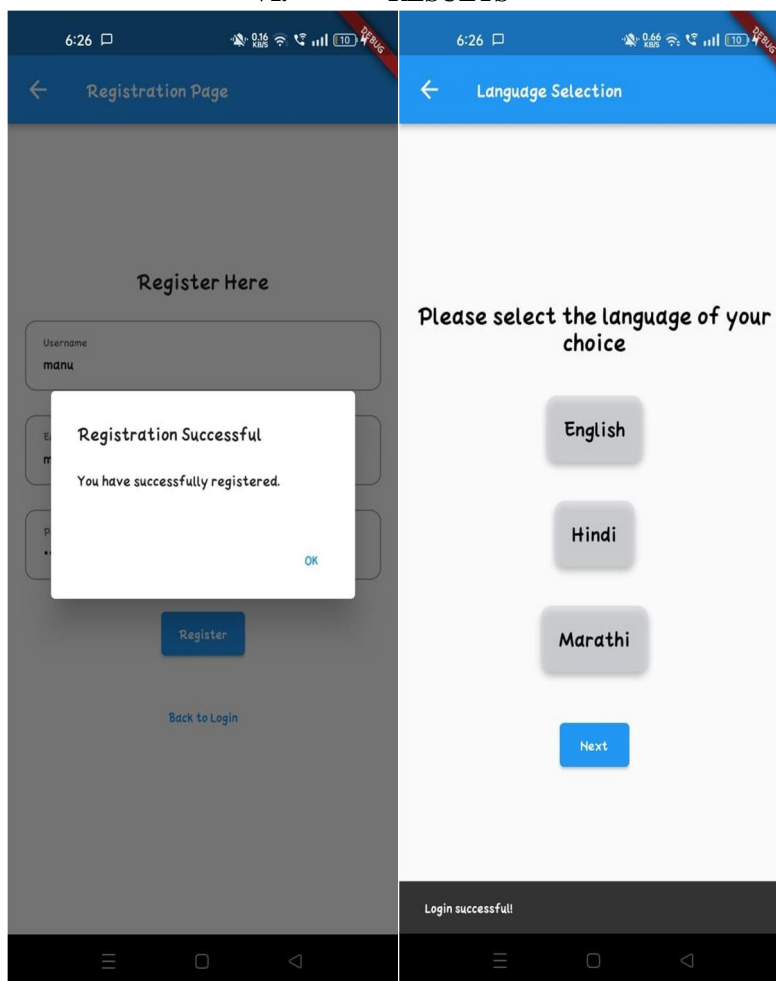 6:26
0.16
KB/S
10
DEBUG
Registration Page
Register Here
Username
manu
Registration Successful
You have successfully registered.
OK
Register
Back to Login
6:26
0.66
KB/S
10
DEBUG
Language Selection
Please select the language of your
choice
English
Hindi
Marathi
Next
Login successful!